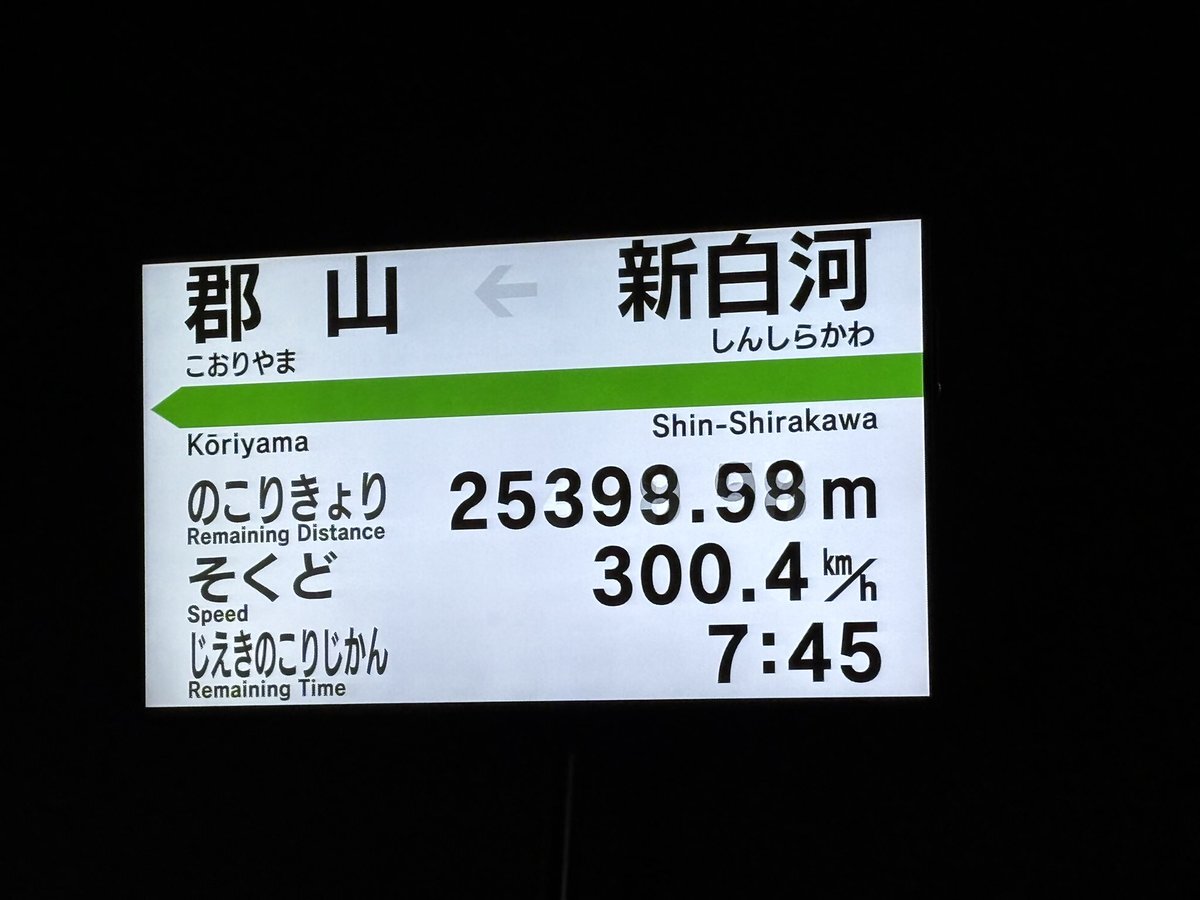 郡山 ← 新白河
こおりやま しんしらかわ
Kōriyama Shin-Shirakawa
のこりきょり 25398.98m
Remaining Distance
そくど 300.4 km/h
Speed
じえきのこりじかん 7:45
Remaining Time